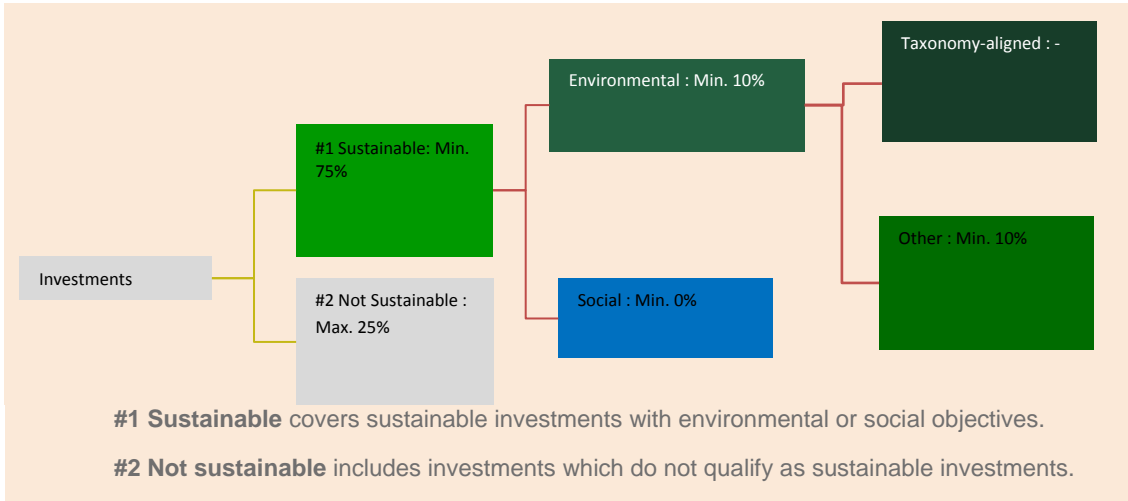 Investments
#1 Sustainable: Min.
75%
#2 Not Sustainable :
Max. 25%
Environmental : Min. 10%
Social : Min. 0%
Taxonomy-aligned : -
Other : Min. 10%
#1 Sustainable covers sustainable investments with environmental or social objectives.
#2 Not sustainable includes investments which do not qualify as sustainable investments.